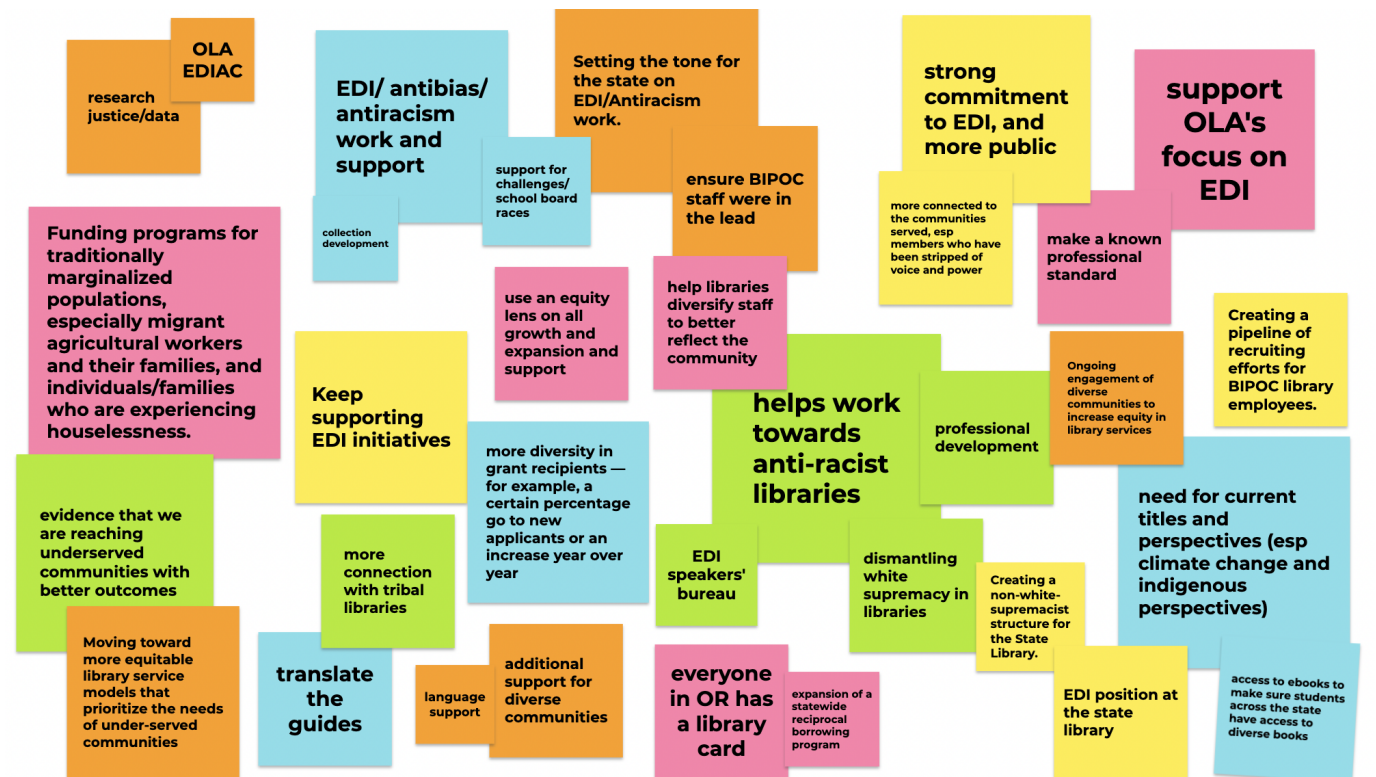 OLA
EDIAC
research
justice/data
EDI/ antibias/
antiracism
work and
support
support for
challenges/
school board
races
collection
development
Setting the tone for
the state on
EDI/Antiracism
work.
ensure BIPOC
staff were in
the lead
strong
commitment
to EDI, and
more public
more connected to
the communities
served, esp
members who have
been stripped of
voice and power
support
OLA's
focus on
EDI
make a known
professional
standard
Funding programs for
traditionally
marginalized
populations,
especially migrant
agricultural workers
and their families, and
individuals/families
who are experiencing
houselessness.
use an equity
lens on all
growth and
expansion and
support
help libraries
diversify staff
to better
reflect the
community
Creating a
pipeline of
recruiting
efforts for
BIPOC library
employees.
Keep
supporting
EDI initiatives
helps work
towards
anti-racist
libraries
professional
development
Ongoing
engagement of
diverse
communities to
increase equity in
library services
more diversity in
grant recipients —
for example, a
certain percentage
go to new
applicants or an
increase year over
year
evidence that we
are reaching
underserved
communities with
better outcomes
more
connection
with tribal
libraries
EDI
speakers'
bureau
dismantling
white
supremacy in
libraries
Creating a
non-white-
supremacist
structure for
the State
Library.
need for current
titles and
perspectives (esp
climate change and
indigenous
perspectives)
Moving toward
more equitable
library service
models that
prioritize the needs
of under-served
communities
translate
the
guides
language
support
additional
support for
diverse
communities
everyone
in OR has
a library
card
expansion of a
statewide
reciprocal
borrowing
program
EDI position at
the state
library
access to ebooks to
make sure students
across the state
have access to
diverse books